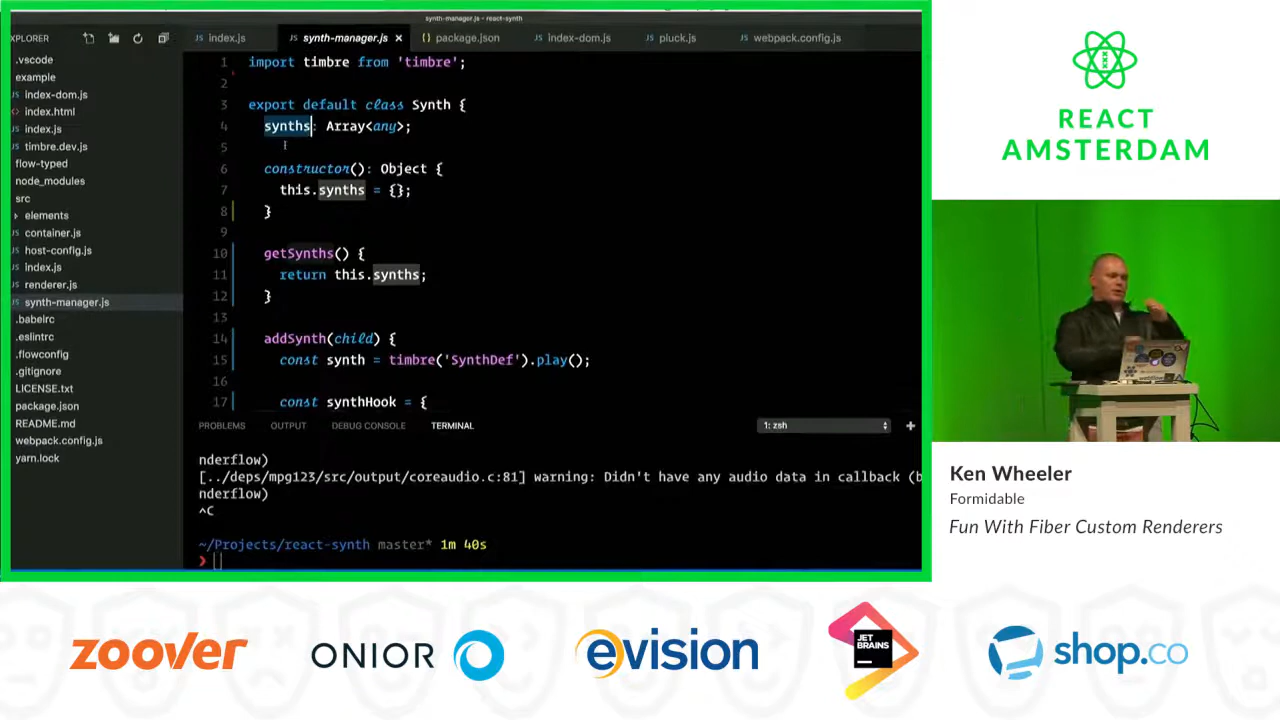 synth-manager.js - react-synth
XPLORER
index.js
synth-manager.js
package.json
index-dom.js
pluck.js
webpack.config.js
.vscode
example
index-dom.js
index.html
index.js
timbre.dev.js
flow-typed
node_modules
src
elements
container.js
host-config.js
index.js
renderer.js
synth-manager.js
.babelrc
.eslintrc
.flowconfig
.gitignore
LICENSE.txt
package.json
README.md
webpack.config.js
yarn.lock
1 import timbre from 'timbre';
2
3 export default class Synth {
4 synths: Array<any>;
5
6 constructor(): Object {
7 this.synths = {};
8 }
9
10 getSynths() {
11 return this.synths;
12 }
14 addSynth(child) {
15 const synth = timbre('SynthDef').play();
16
17 const synthHook = {
PROBLEMS OUTPUT DEBUG CONSOLE TERMINAL 1: zsh
nderflow)
[../deps/mpg123/src/output/coreaudio.c:81] warning: Didn't have any audio data in callback (b
nderflow)
^C
~/Projects/react-synth master* 1m 40s
REACT
AMSTERDAM
Ken Wheeler
Formidable
Fun With Fiber Custom Renderers
zoover
ONIOR
evision
JET
BRAINS
shop.co